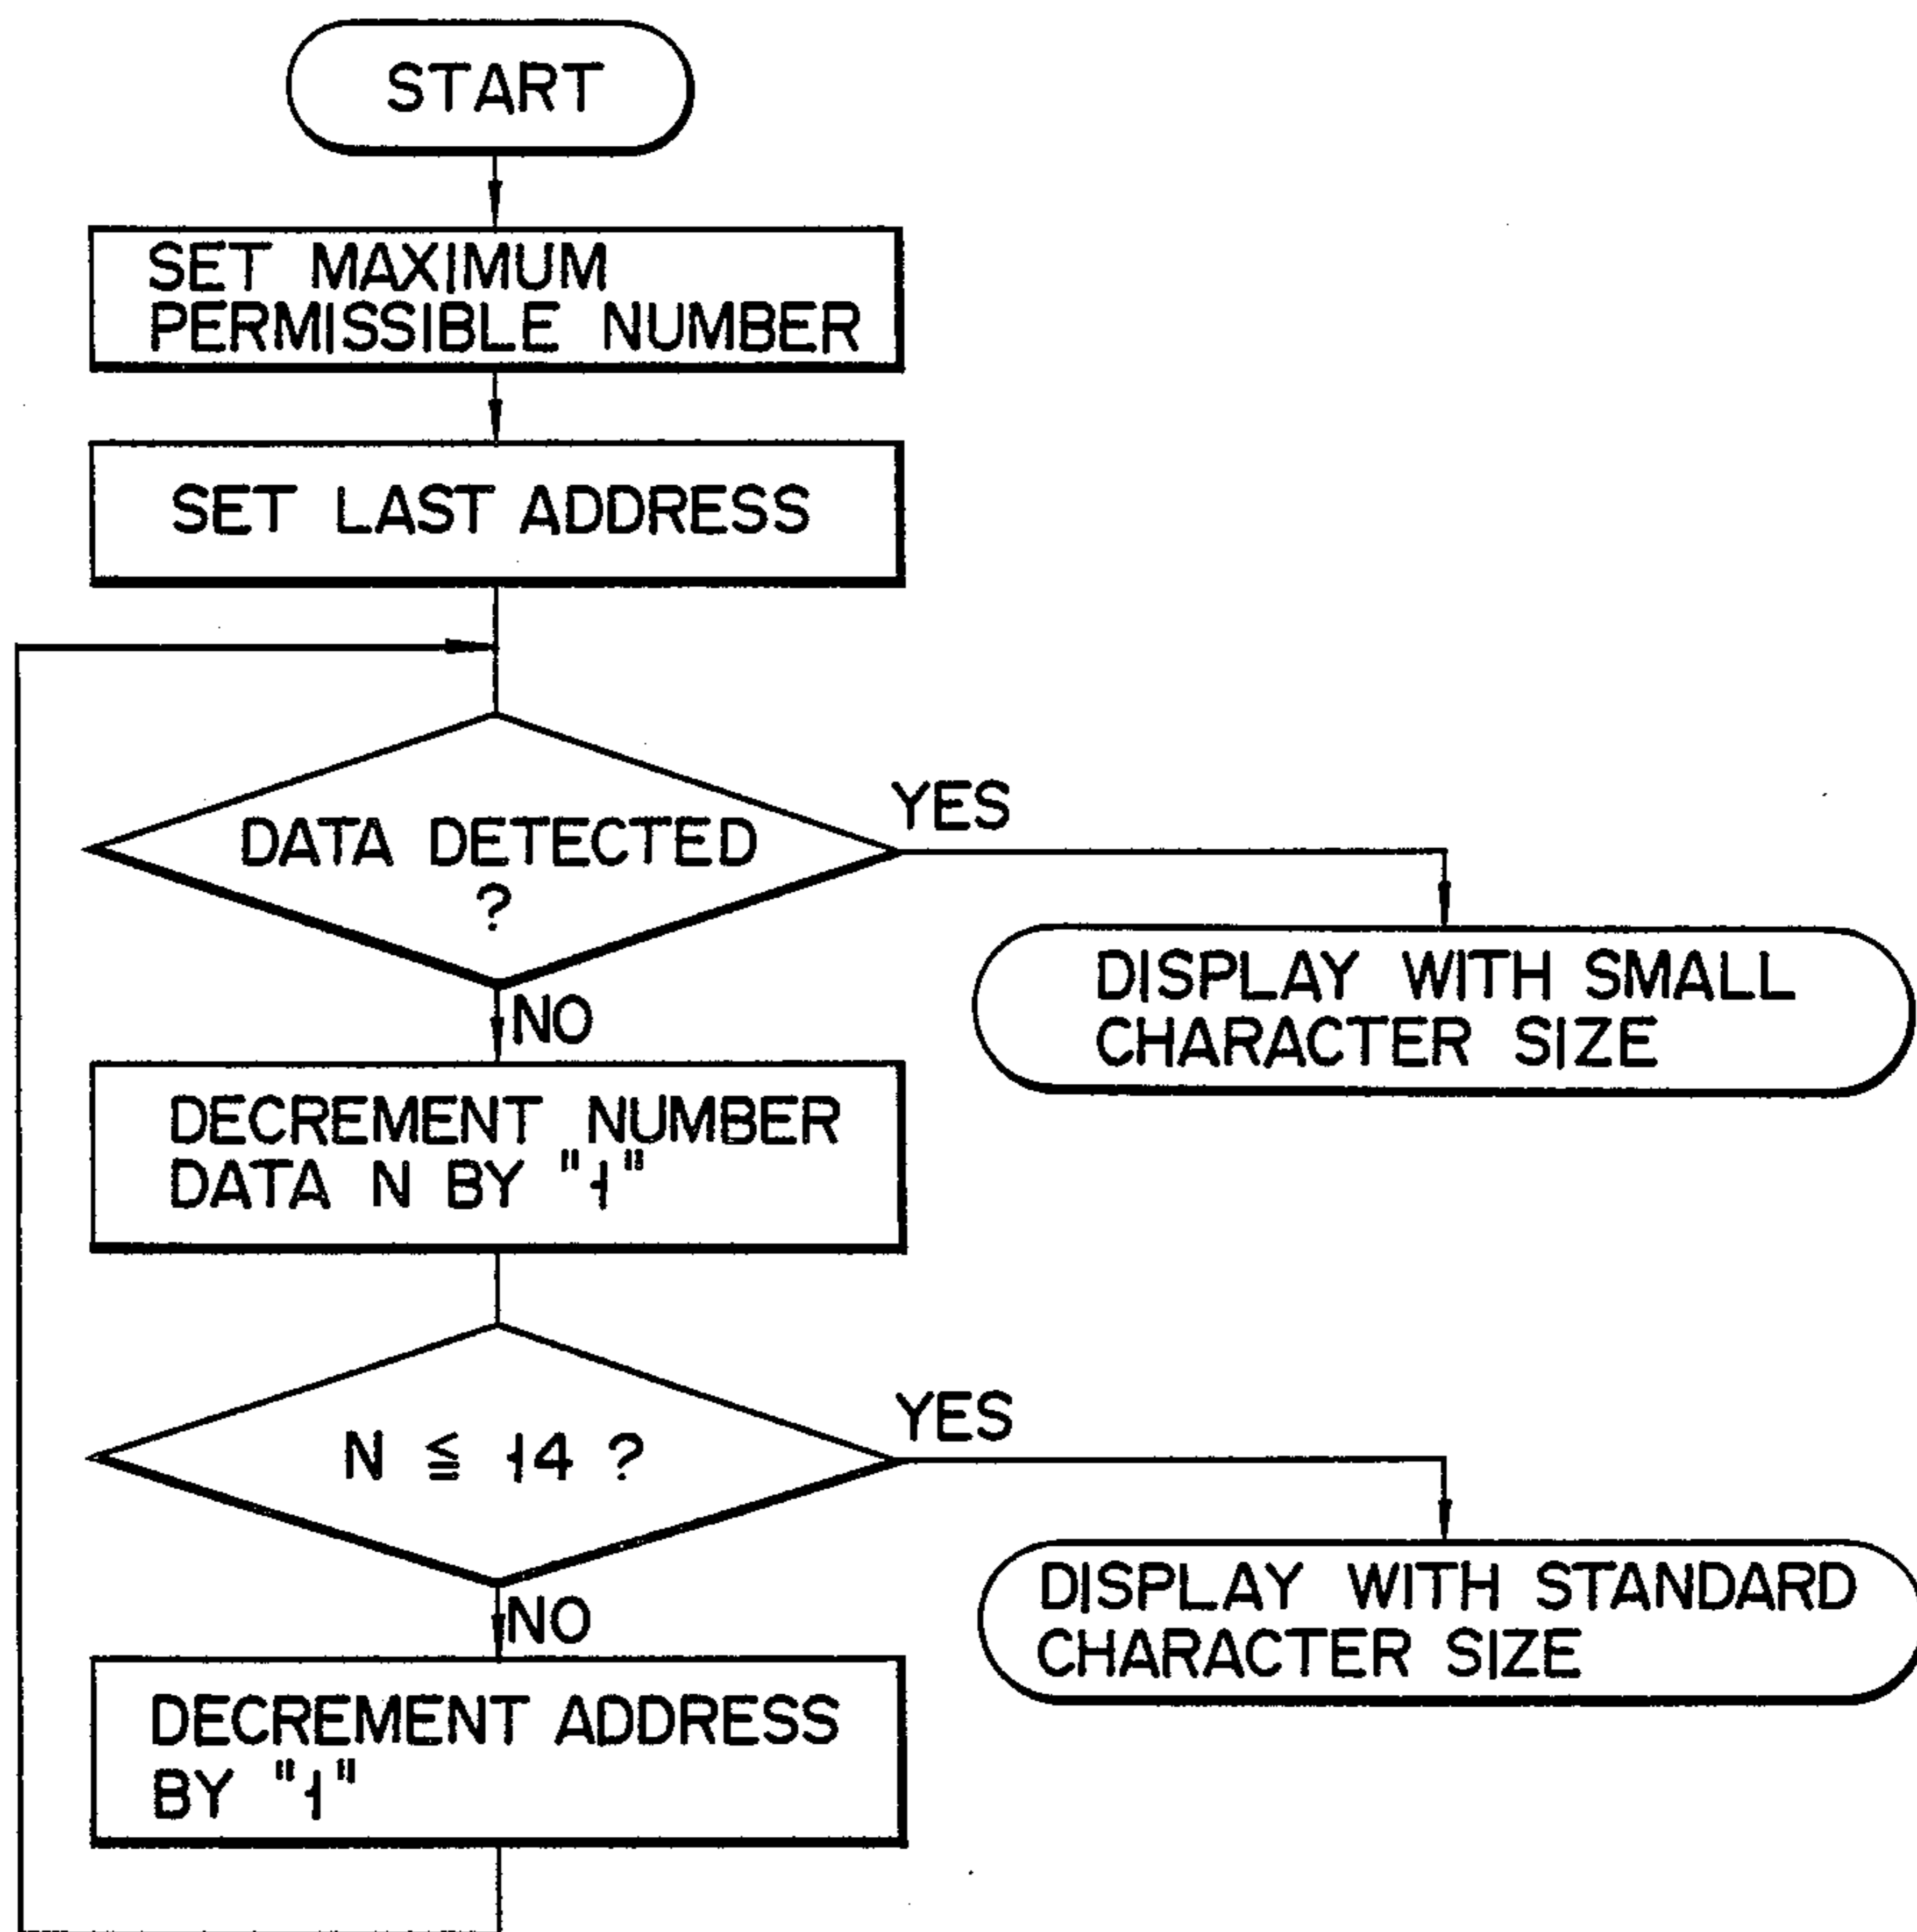 START
SET MAXIMUM
PERMISSIBLE NUMBER
SET LAST ADDRESS
DATA DETECTED
?
YES
DISPLAY WITH SMALL
CHARACTER SIZE
NO
DECREMENT NUMBER
DATA N BY "1"
N ≦ 14 ?
YES
DISPLAY WITH STANDARD
CHARACTER SIZE
NO
DECREMENT ADDRESS
BY "1"